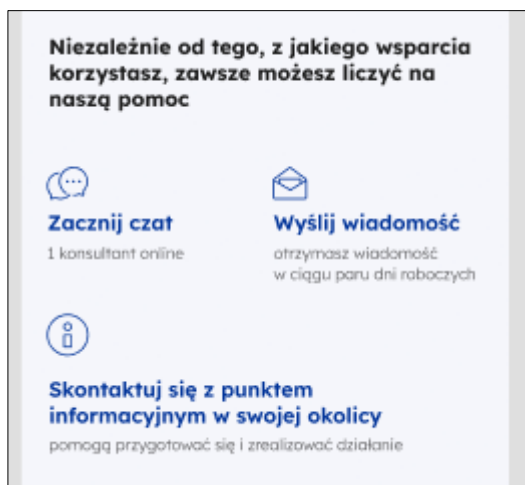 Niezależnie od tego, z jakiego wsparcia
korzystasz, zawsze możesz liczyć na
naszą pomoc
Zacznij czat
1 konsultant online
Wyślij wiadomość
otrzymasz wiadomość
w ciągu paru dni roboczych
Skontaktuj się z punktem
informacyjnym w swojej okolicy
pomogą przygotować się i zrealizować działanie